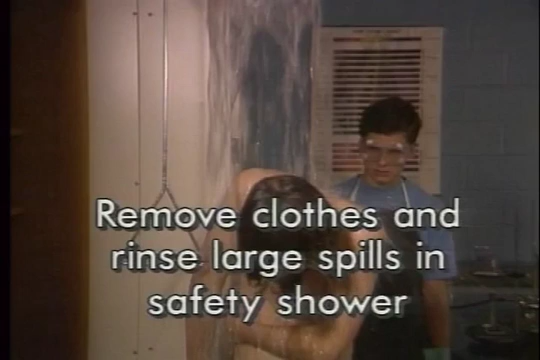 Remove clothes and
rinse large spills in
safety shower